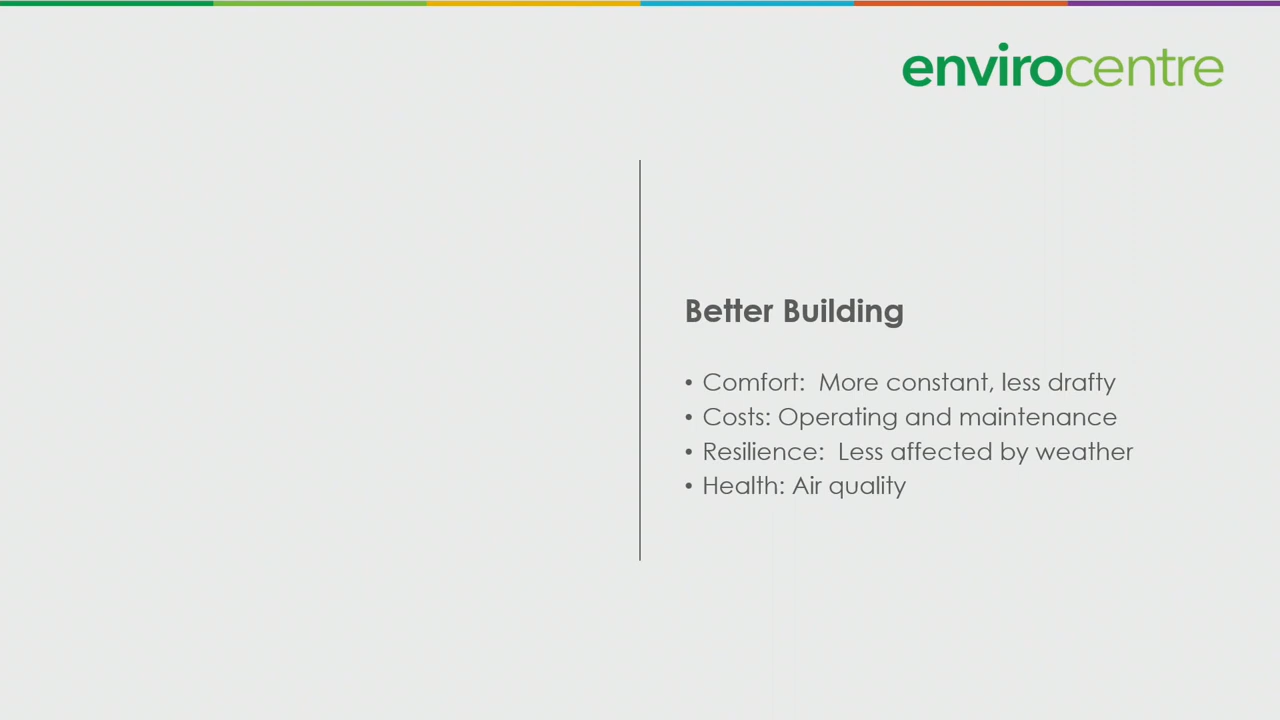 envirocentre
Better Building
• Comfort:  More constant, less drafty
• Costs: Operating and maintenance
• Resilience:  Less affected by weather
• Health: Air quality